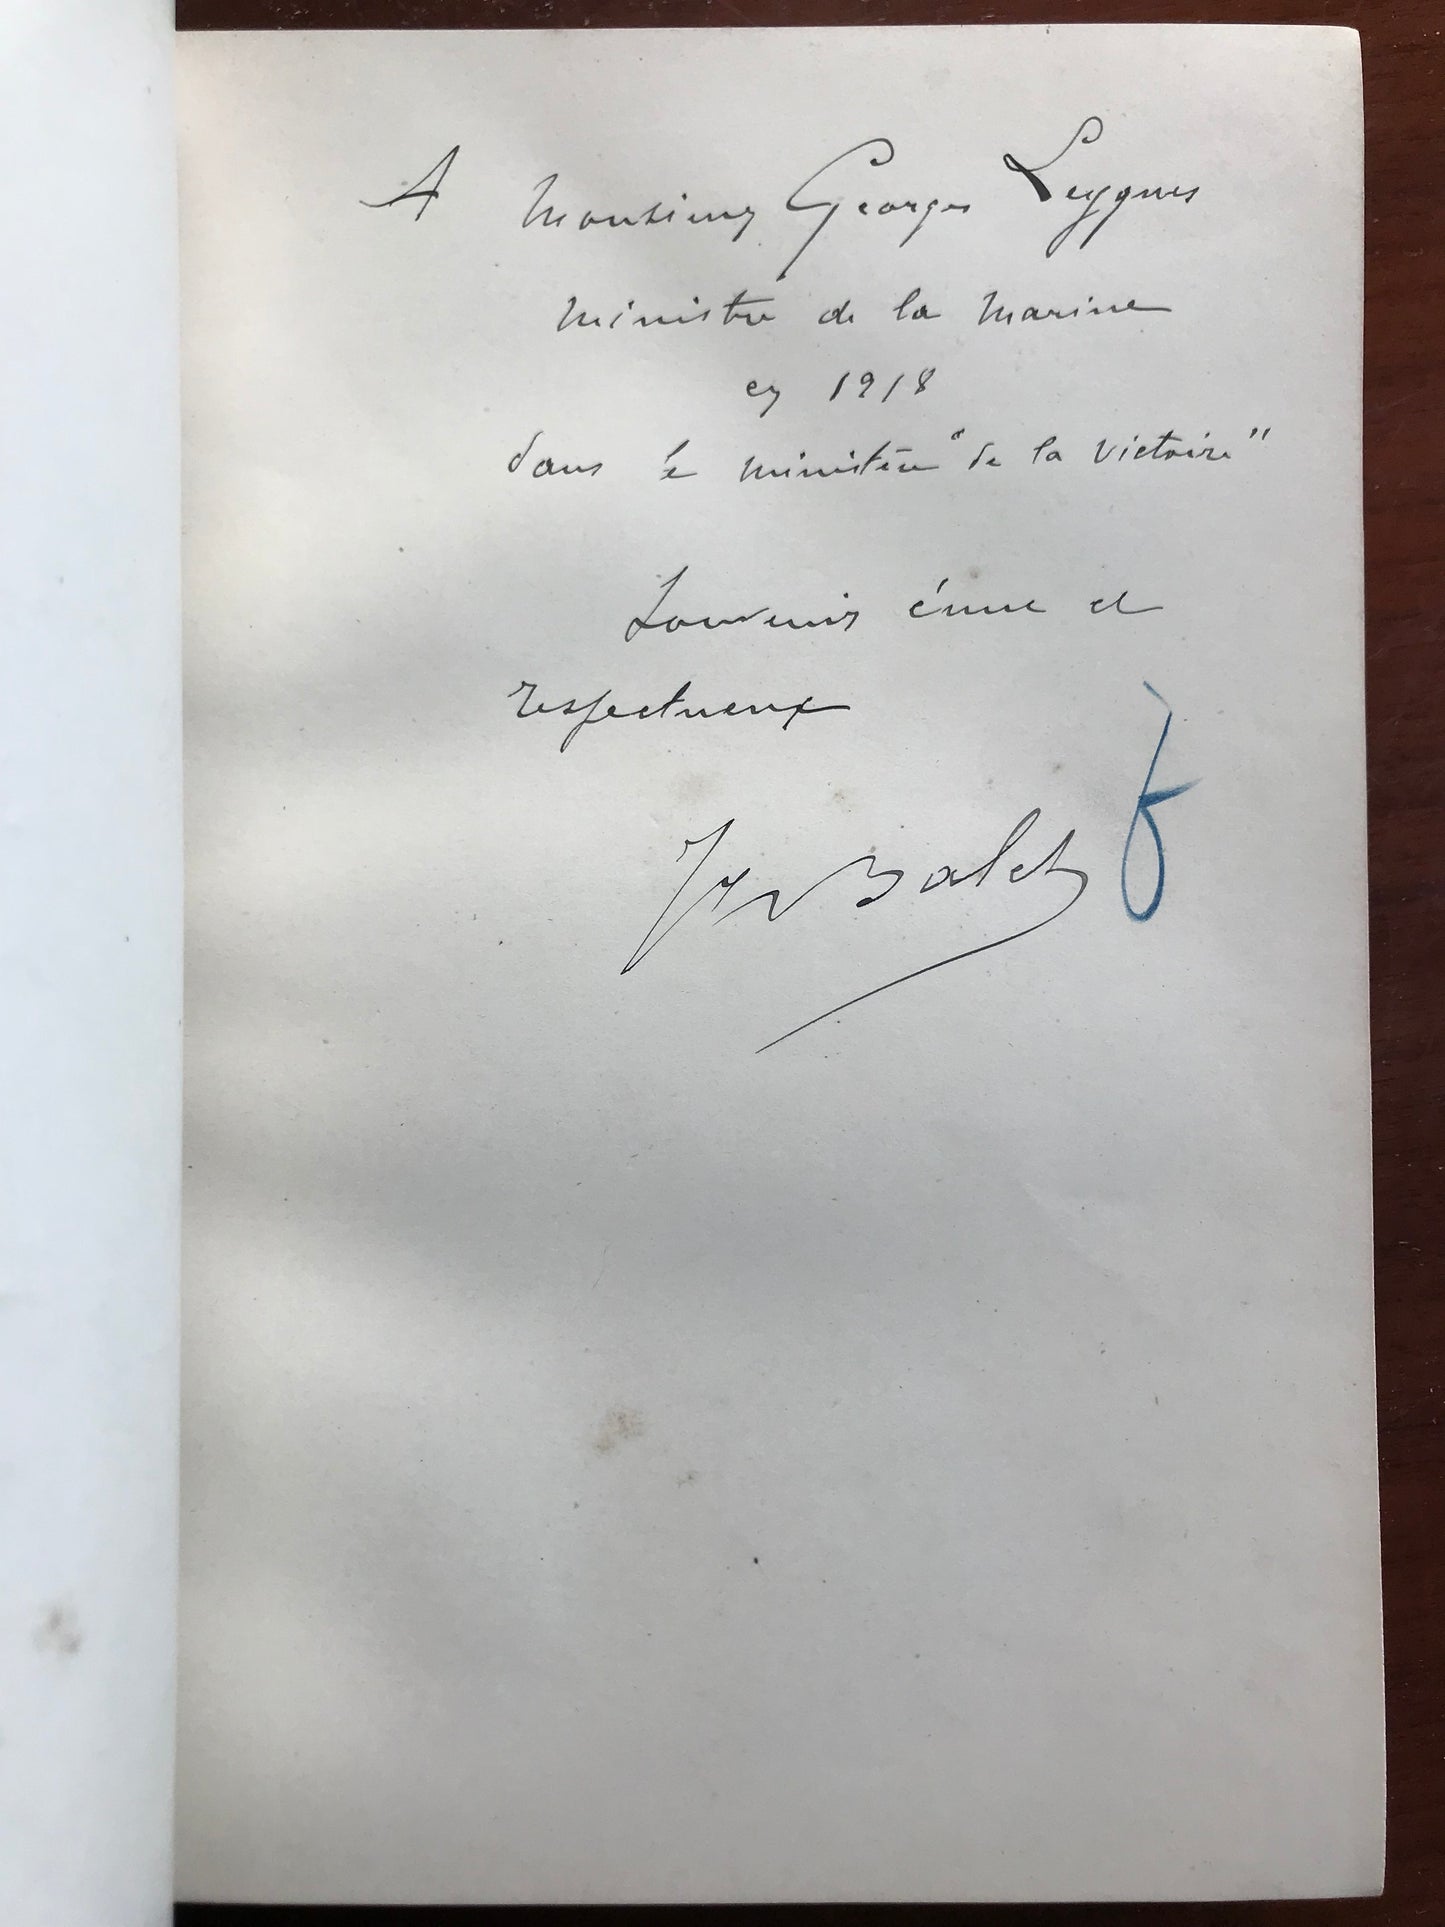 A Monsieur Georges Leygues
Ministre de la Marine
en 1918
dans le ministère "de la Victoire"
Souvenir ému et
respectueux
Balet